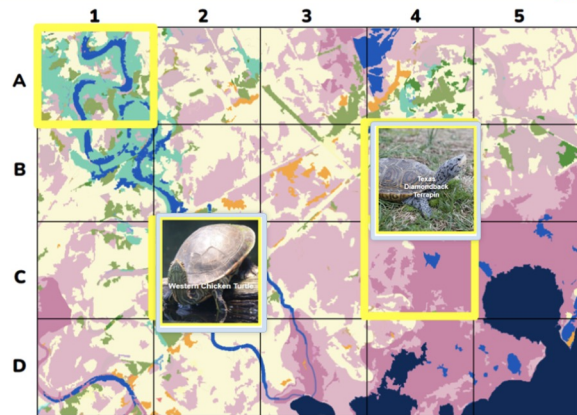 1 2 3 4 5
A
B
Texas
Diamondback
Terrapin
C
Western Chicken Turtle
D